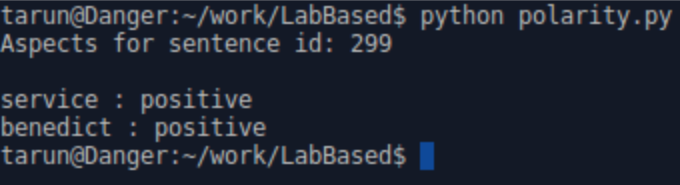 tarun@Danger:~/work/LabBased$ python polarity.py
Aspects for sentence id: 299
service : positive
benedict : positive
tarun@Danger:~/work/LabBased$